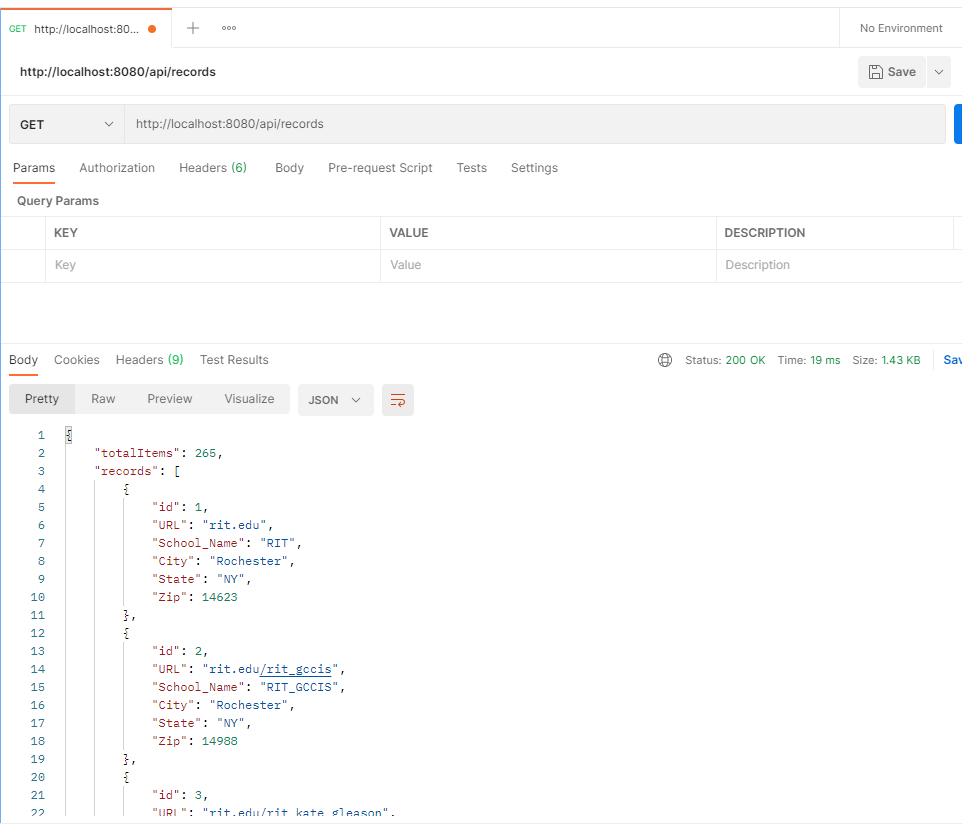 GET http://localhost:80... No Environment
http://localhost:8080/api/records Save
GET http://localhost:8080/api/records
Params Authorization Headers (6) Body Pre-request Script Tests Settings
Query Params
KEY VALUE DESCRIPTION
Key Value Description
Body Cookies Headers (9) Test Results Status: 200 OK Time: 19 ms Size: 1.43 KB Sav
Pretty Raw Preview Visualize JSON
1 {
2 "totalItems": 265,
3 "records": [
4 {
5 "id": 1,
6 "URL": "rit.edu",
7 "School_Name": "RIT",
8 "City": "Rochester",
9 "State": "NY",
10 "Zip": 14623
11 },
12 {
13 "id": 2,
14 "URL": "rit.edu/rit_gccis",
15 "School_Name": "RIT_GCCIS",
16 "City": "Rochester",
17 "State": "NY",
18 "Zip": 14988
19 },
20 {
21 "id": 3,
22 "URL": "rit.edu/rit_kate_gleason",